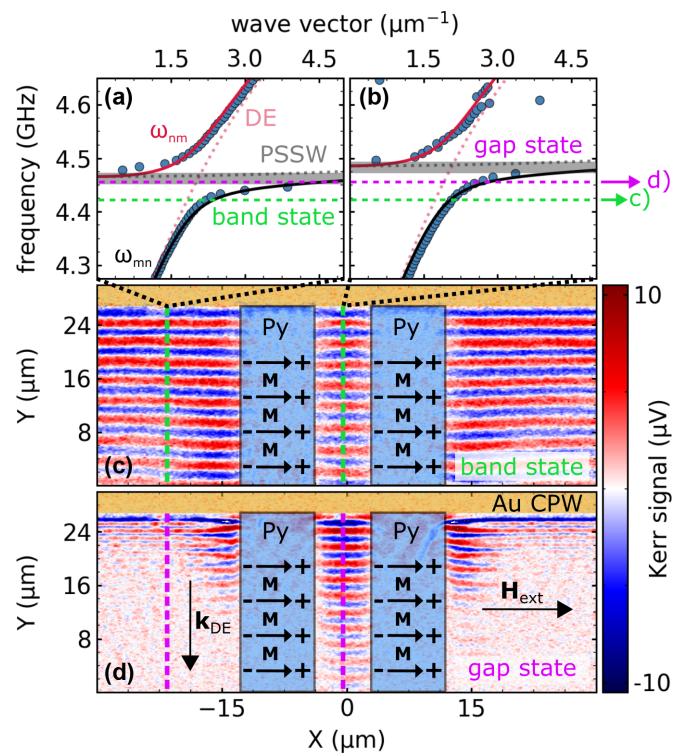 wave vector (μm⁻¹)
1.5 3.0 4.5 1.5 3.0 4.5
(a) (b)
4.6
ω_nm DE
gap state
4.5
PSSW
d)
c)
4.4
band state
ω_mn
4.3
frequency (GHz)
24
Py Py
- + - +
M M
16
- + - +
M M
- + - +
8
M M
- + - +
(c) band state
Y (μm)
Au CPW
24
Py Py
- + - +
M M
16
- + - +
H_ext
k_DE
M M
- + - +
8
M M
- + - +
(d) gap state
Y (μm)
−15 0 15
X (μm)
10
Kerr signal (μV)
-10